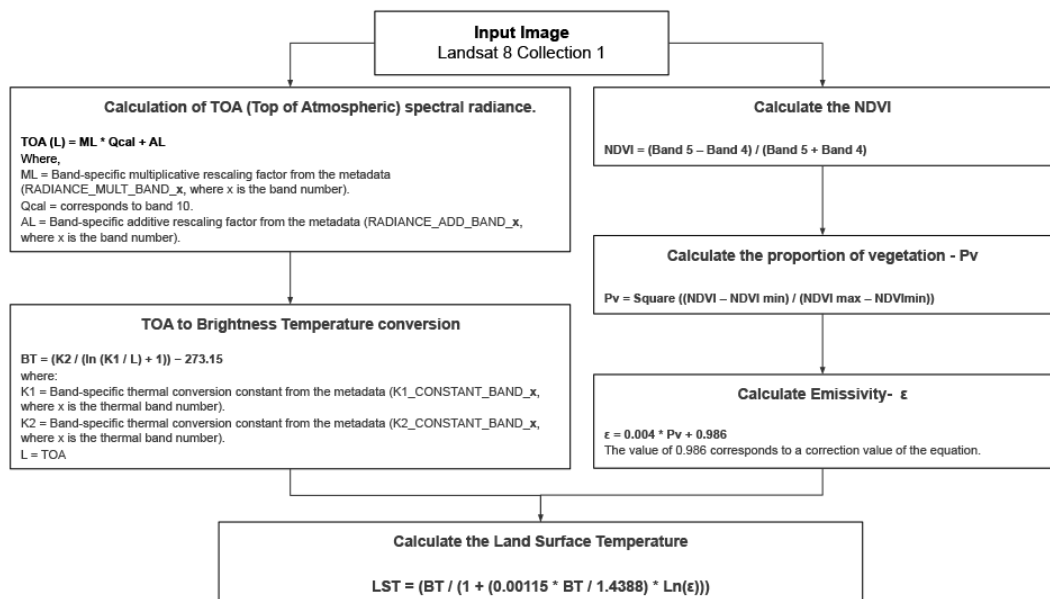 Input Image
Landsat 8 Collection 1
Calculation of TOA (Top of Atmospheric) spectral radiance.
TOA (L) = ML * Qcal + AL
Where,
ML = Band-specific multiplicative rescaling factor from the metadata
(RADIANCE_MULT_BAND_x, where x is the band number).
Qcal = corresponds to band 10.
AL = Band-specific additive rescaling factor from the metadata (RADIANCE_ADD_BAND_x,
where x is the band number).
TOA to Brightness Temperature conversion
BT = (K2 / (ln (K1 / L) + 1)) − 273.15
where:
K1 = Band-specific thermal conversion constant from the metadata (K1_CONSTANT_BAND_x,
where x is the thermal band number).
K2 = Band-specific thermal conversion constant from the metadata (K2_CONSTANT_BAND_x,
where x is the thermal band number).
L = TOA
Calculate the NDVI
NDVI = (Band 5 – Band 4) / (Band 5 + Band 4)
Calculate the proportion of vegetation - Pv
Pv = Square ((NDVI – NDVI min) / (NDVI max – NDVImin))
Calculate Emissivity- ε
ε = 0.004 * Pv + 0.986
The value of 0.986 corresponds to a correction value of the equation.
Calculate the Land Surface Temperature
LST = (BT / (1 + (0.00115 * BT / 1.4388) * Ln(ε)))